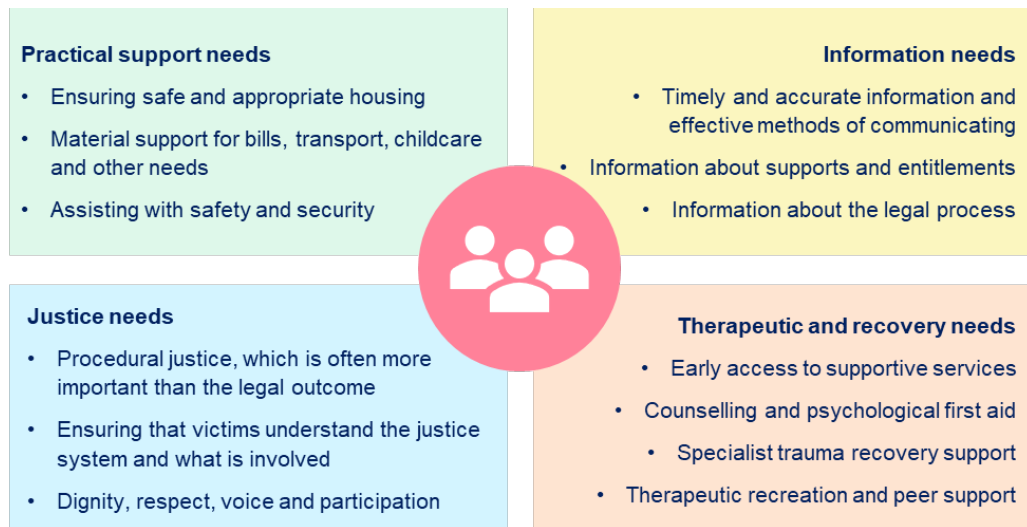 Practical support needs
• Ensuring safe and appropriate housing
• Material support for bills, transport, childcare
and other needs
• Assisting with safety and security
Information needs
• Timely and accurate information and
effective methods of communicating
• Information about supports and entitlements
• Information about the legal process
Justice needs
• Procedural justice, which is often more
important than the legal outcome
• Ensuring that victims understand the justice
system and what is involved
• Dignity, respect, voice and participation
Therapeutic and recovery needs
• Early access to supportive services
• Counselling and psychological first aid
• Specialist trauma recovery support
• Therapeutic recreation and peer support